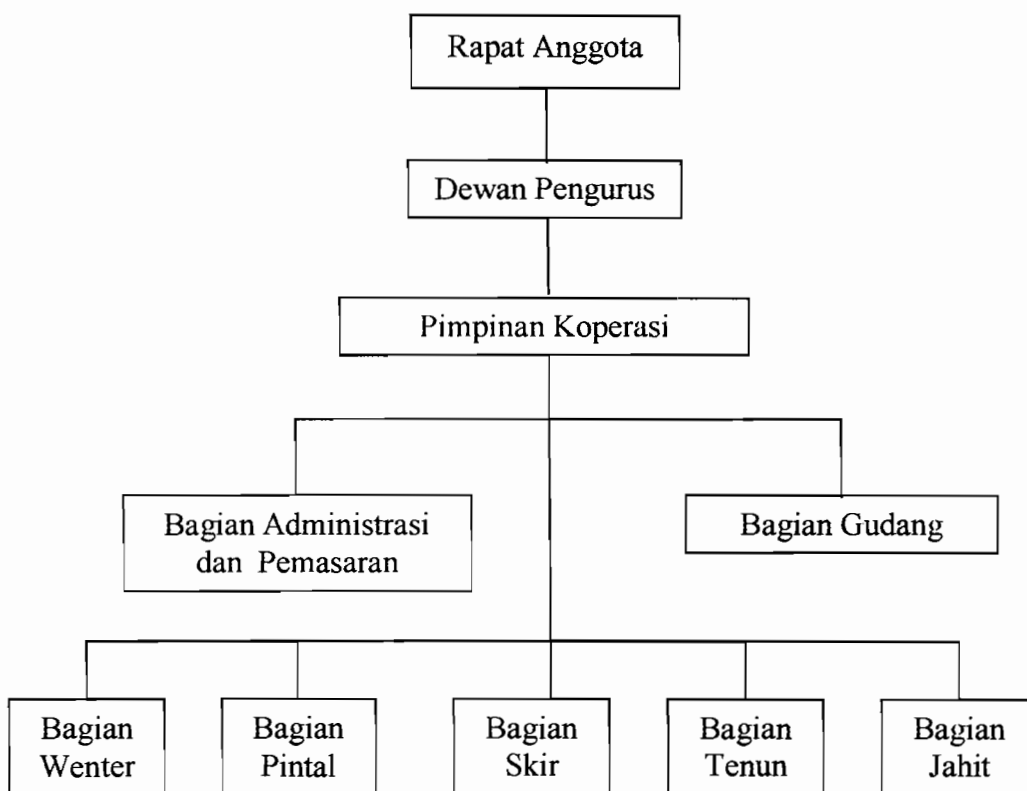 Rapat Anggota
Dewan Pengurus
Pimpinan Koperasi
Bagian Administrasi
dan Pemasaran
Bagian Gudang
Bagian
Wenter
Bagian
Pintal
Bagian
Skir
Bagian
Tenun
Bagian
Jahit